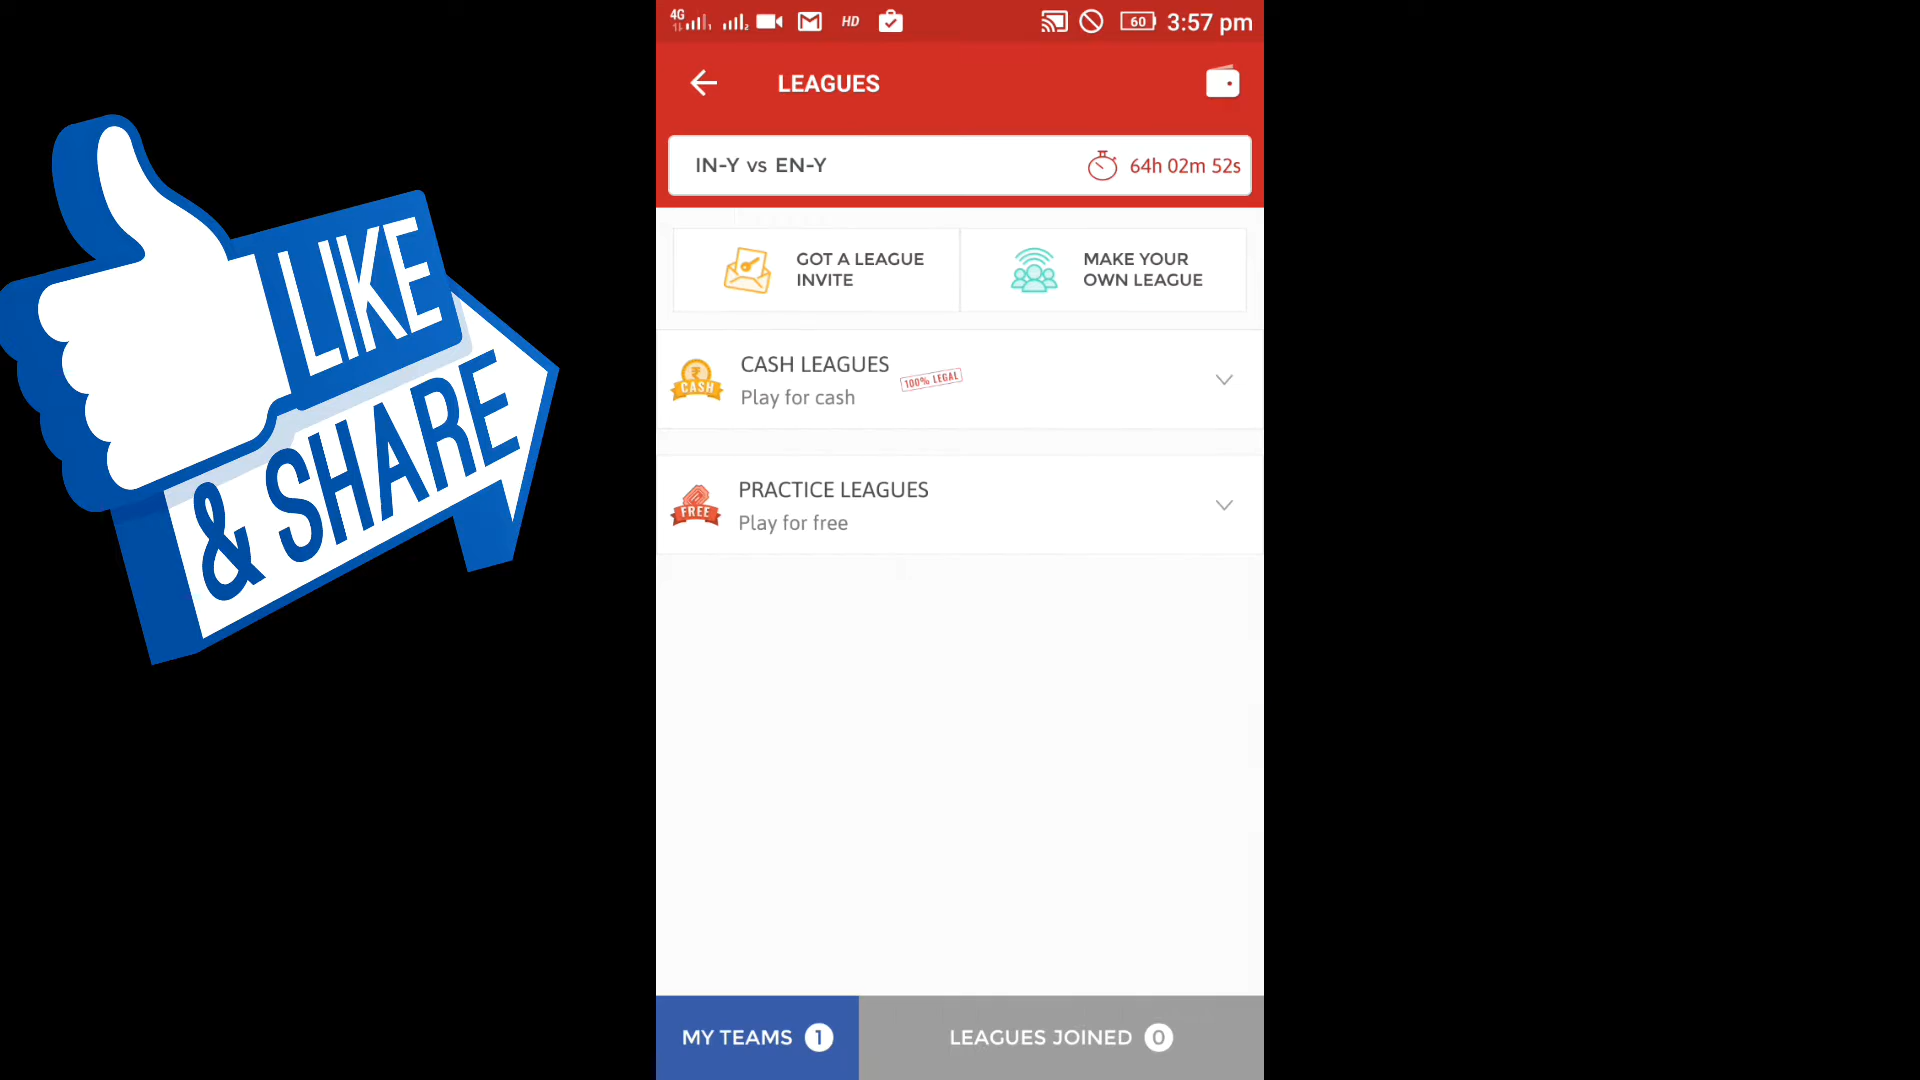 LIKE
& SHARE
4G HD 60 3:57 pm
LEAGUES
IN-Y vs EN-Y 64h 02m 52s
GOT A LEAGUE
INVITE
MAKE YOUR
OWN LEAGUE
CASH
CASH LEAGUES
100% LEGAL
Play for cash
FREE
PRACTICE LEAGUES
Play for free
MY TEAMS 1
LEAGUES JOINED 0